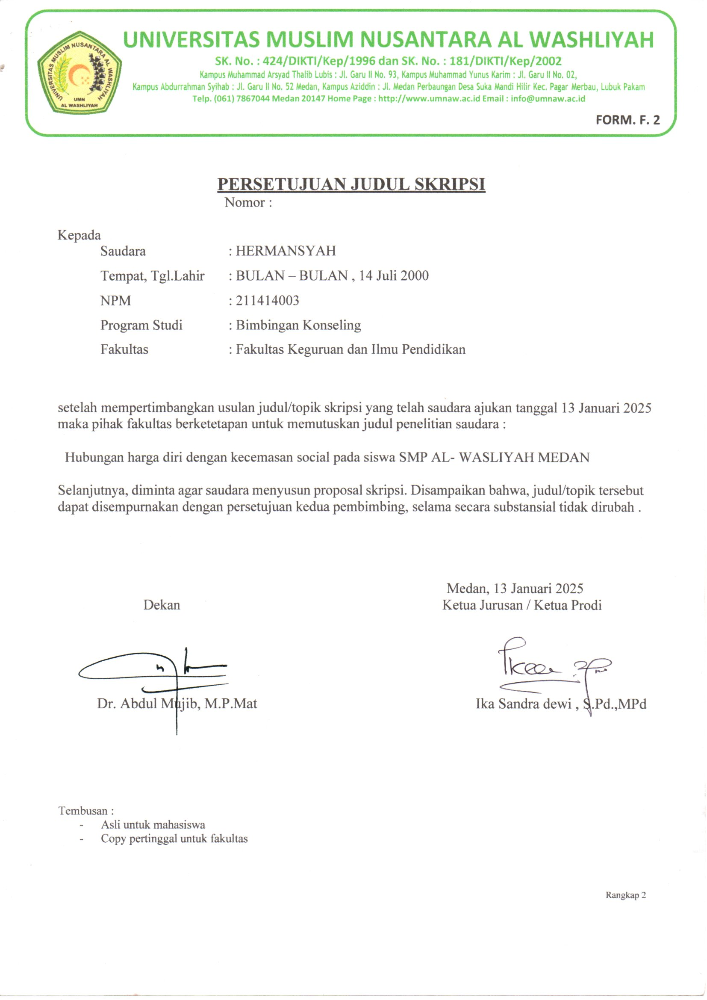 UNIVERSITAS MUSLIM NUSANTARA AL WASHLIYAH
SK. No. : 424/DIKTI/Kep/1996 dan SK. No. : 181/DIKTI/Kep/2002
Kampus Muhammad Arsyad Thalib Lubis : Jl. Garu II No. 93, Kampus Muhammad Yunus Karim : Jl. Garu II No. 02,
Kampus Abdurrahman Syihab : Jl. Garu II No. 52 Medan, Kampus Aziddin : Jl. Medan Perbaungan Desa Suka Mandi Hilir Kec. Pagar Merbau, Lubuk Pakam
Telp. (061) 7867044 Medan 20147 Home Page : http://www.umnaw.ac.id Email : info@umnaw.ac.id
UNIVERSITAS MUSLIM NUSANTARA AL WASHLIYAH
UMN
AL WASHLIYAH
FORM. F. 2
PERSETUJUAN JUDUL SKRIPSI
Nomor :
Kepada
Saudara : HERMANSYAH
Tempat, Tgl.Lahir : BULAN – BULAN , 14 Juli 2000
NPM : 211414003
Program Studi : Bimbingan Konseling
Fakultas : Fakultas Keguruan dan Ilmu Pendidikan
setelah mempertimbangkan usulan judul/topik skripsi yang telah saudara ajukan tanggal 13 Januari 2025
maka pihak fakultas berketetapan untuk memutuskan judul penelitian saudara :
Hubungan harga diri dengan kecemasan social pada siswa SMP AL- WASLIYAH MEDAN
Selanjutnya, diminta agar saudara menyusun proposal skripsi. Disampaikan bahwa, judul/topik tersebut
dapat disempurnakan dengan persetujuan kedua pembimbing, selama secara substansial tidak dirubah .
Medan, 13 Januari 2025
Dekan Ketua Jurusan / Ketua Prodi
Dr. Abdul Mujib, M.P.Mat Ika Sandra dewi , S.Pd.,MPd
Tembusan :
- Asli untuk mahasiswa
- Copy pertinggal untuk fakultas
Rangkap 2